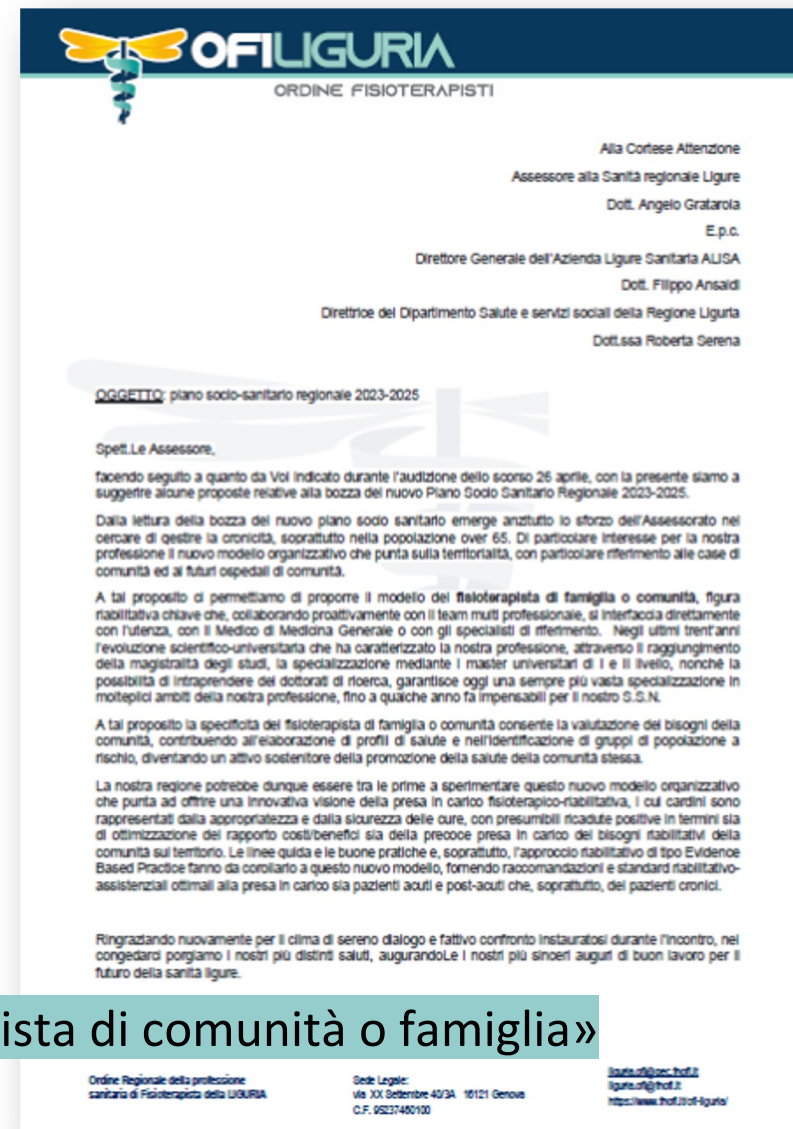 OFILIGURIA
ORDINE FISIOTERAPISTI
Alla Cortese Attenzione
Assessore alla Sanità regionale Ligure
Dott. Angelo Gratarola
E.p.c.
Direttore Generale dell'Azienda Ligure Sanitaria ALISA
Dott. Filippo Ansaldi
Direttrice del Dipartimento Salute e servizi sociali della Regione Liguria
Dott.ssa Roberta Serena
OGGETTO: piano socio-sanitario regionale 2023-2025
Spett.Le Assessore,
facendo seguito a quanto da Voi indicato durante l'audizione dello scorso 26 aprile, con la presente siamo a
suggerire alcune proposte relative alla bozza del nuovo Piano Socio Sanitario Regionale 2023-2025.
Dalla lettura della bozza del nuovo piano socio sanitario emerge anzitutto lo sforzo dell'Assessorato nel
cercare di gestire la cronicità, soprattutto nella popolazione over 65. Di particolare interesse per la nostra
professione il nuovo modello organizzativo che punta sulla territorialità, con particolare riferimento alle case di
comunità ed ai futuri ospedali di comunità.
A tal proposito ci permettiamo di proporre il modello del fisioterapista di famiglia o comunità, figura
riabilitativa chiave che, collaborando proattivamente con il team multi professionale, si interfaccia direttamente
con l'utenza, con il Medico di Medicina Generale o con gli specialisti di riferimento. Negli ultimi trent'anni
l'evoluzione scientifico-universitaria che ha caratterizzato la nostra professione, attraverso il raggiungimento
della magistralità degli studi, la specializzazione mediante i master universitari di I e II livello, nonché la
possibilità di intraprendere dei dottorati di ricerca, garantisce oggi una sempre più vasta specializzazione in
molteplici ambiti della nostra professione, fino a qualche anno fa impensabili per il nostro S.S.N.
A tal proposito la specificità del fisioterapista di famiglia o comunità consente la valutazione dei bisogni della
comunità, contribuendo all'elaborazione di profili di salute e nell'identificazione di gruppi di popolazione a
rischio, diventando un attivo sostenitore della promozione della salute della comunità stessa.
La nostra regione potrebbe dunque essere tra le prime a sperimentare questo nuovo modello organizzativo
che punta ad offrire una innovativa visione della presa in carico fisioterapico-riabilitativa, i cui cardini sono
rappresentati dalla appropriatezza e dalla sicurezza delle cure, con presumibili ricadute positive in termini sia
di ottimizzazione del rapporto costi/benefici sia della precoce presa in carico dei bisogni riabilitativi della
comunità sul territorio. Le linee guida e le buone pratiche e, soprattutto, l'approccio riabilitativo di tipo Evidence
Based Practice fanno da corollario a questo nuovo modello, fornendo raccomandazioni e standard riabilitativo-
assistenziali ottimali alla presa in carico sia pazienti acuti e post-acuti che, soprattutto, dei pazienti cronici.
Ringraziando nuovamente per il clima di sereno dialogo e fattivo confronto instauratosi durante l'incontro, nel
congedarci porgiamo i nostri più distinti saluti, augurandoLe i nostri più sinceri auguri di buon lavoro per il
futuro della sanità ligure.
ista di comunità o famiglia»
Ordine Regionale della professione
sanitaria di Fisioterapista della LIGURIA
Sede Legale:
via XX Settembre 40/3A 16121 Genova
C.F. 95237460100
liguria.ofi@pec.fnofi.it
liguria.ofi@fnofi.it
https://www.fnofi.it/ofi-liguria/